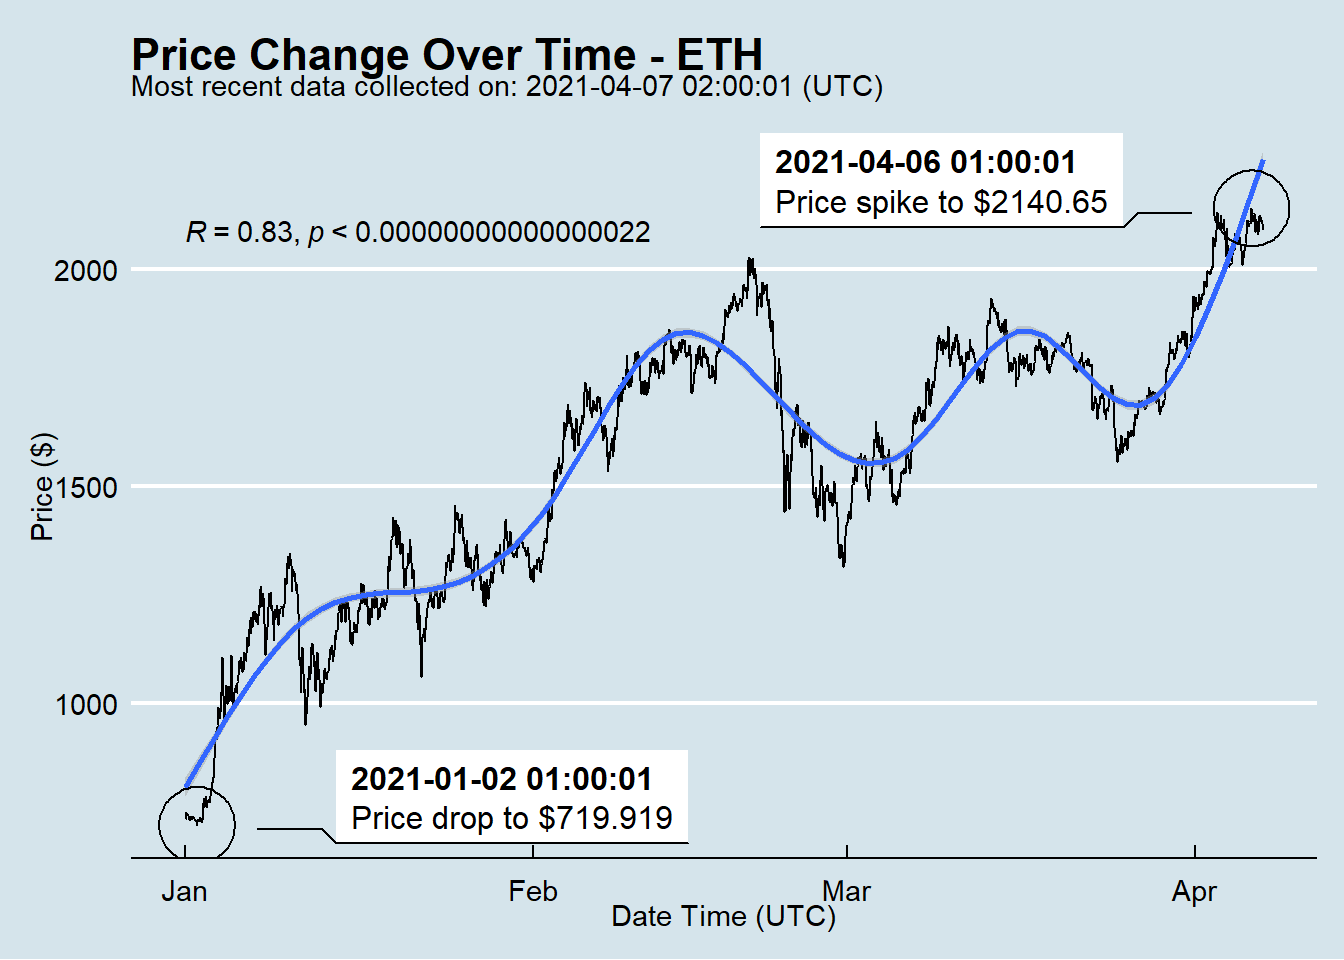 Price Change Over Time - ETH
Most recent data collected on: 2021-04-07 02:00:01 (UTC)
2021-04-06 01:00:01
Price spike to $2140.65
R = 0.83, p < 0.00000000000000022
2000
1500
1000
Price ($)
2021-01-02 01:00:01
Price drop to $719.919
Jan
Feb
Mar
Apr
Date Time (UTC)